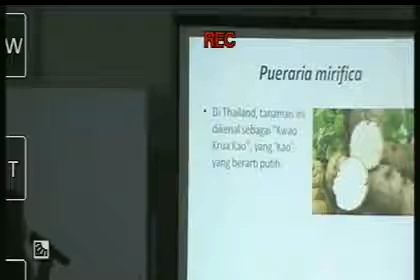 W
REC
Pueraria mirifica
• Di Thailand, tanaman ini
dikenal sebagai "Kwao
Krua Kao", yang "Kao"
yang berarti putih.
T